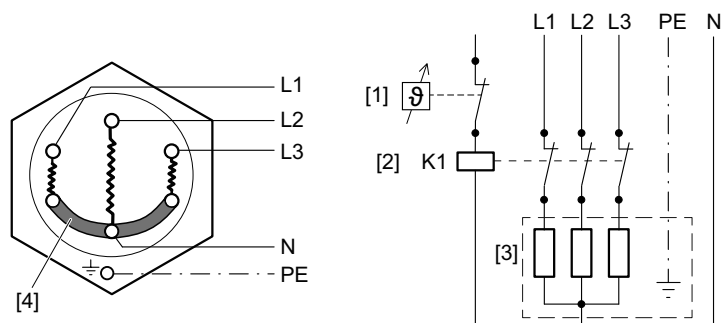 L1
L2
L3
N
PE
[4]
L1 L2 L3 PE N
[1] ϑ
[2] K1
[3]